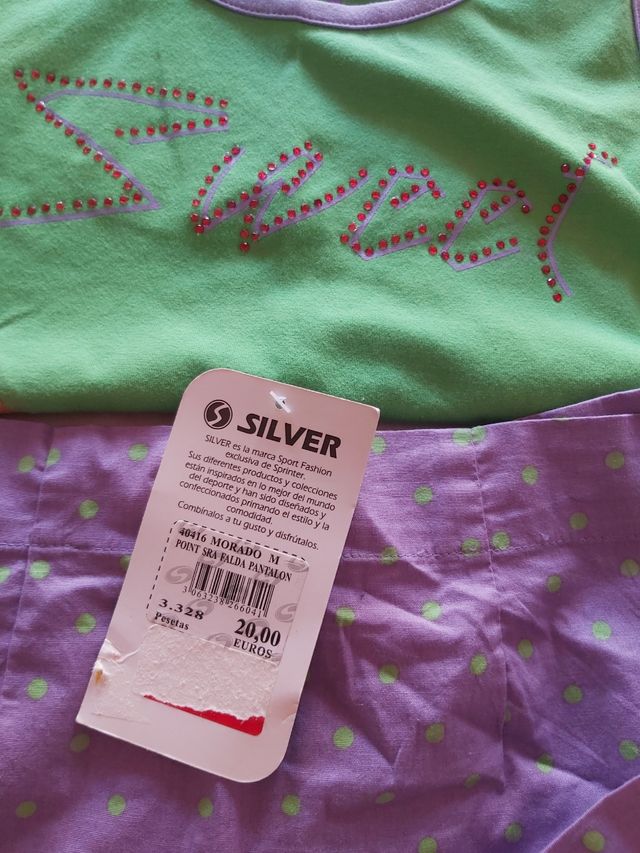 Sweet
SILVER
SILVER es la marca Sport Fashion
exclusiva de Sprinter.
Sus diferentes productos y colecciones
están inspirados en lo mejor del mundo
del deporte y han sido diseñados y
confeccionados primando el estilo y la
comodidad.
Combínalos a tu gusto y disfrútalos.
40416 MORADO M
POINT SRA FALDA PANTALON
3063238266041
3.328 20,00
Pesetas EUROS